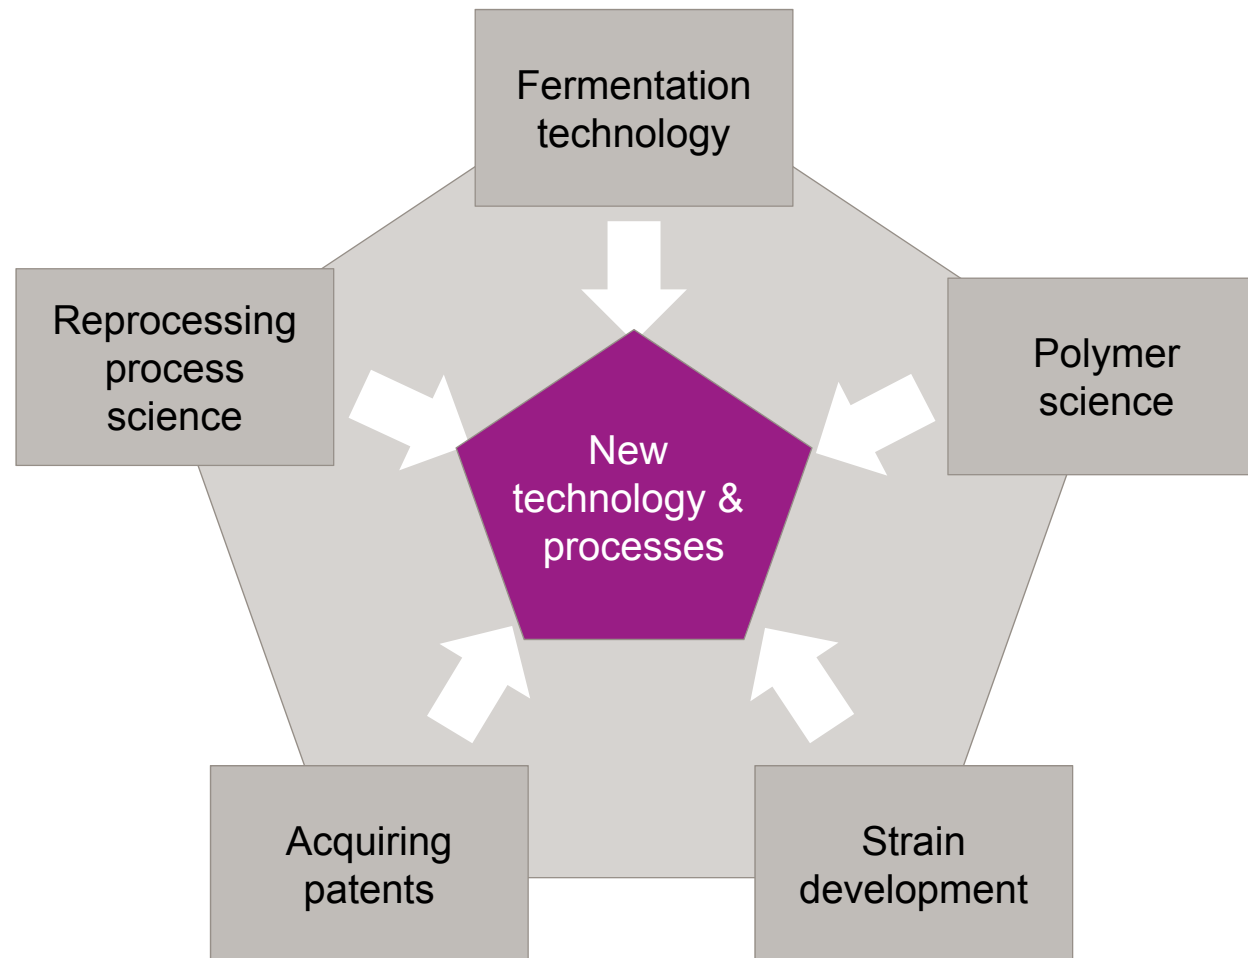 Fermentation
technology
Reprocessing
process
science
Polymer
science
New
technology &
processes
Acquiring
patents
Strain
development